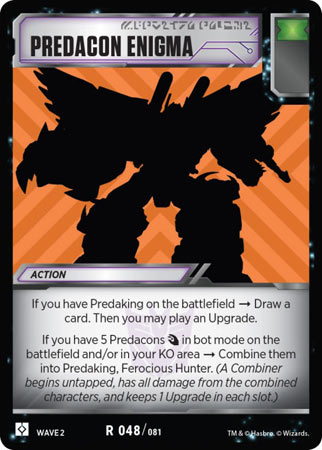 PREDACON ENIGMA
ACTION
If you have Predaking on the battlefield → Draw a
card. Then you may play an Upgrade.
If you have 5 Predacons in bot mode on the
battlefield and/or in your KO area → Combine them
into Predaking, Ferocious Hunter. (A Combiner
begins untapped, has all damage from the combined
characters, and keeps 1 Upgrade in each slot.)
WAVE 2 R 048/081 TM & © Hasbro. © Wizards.